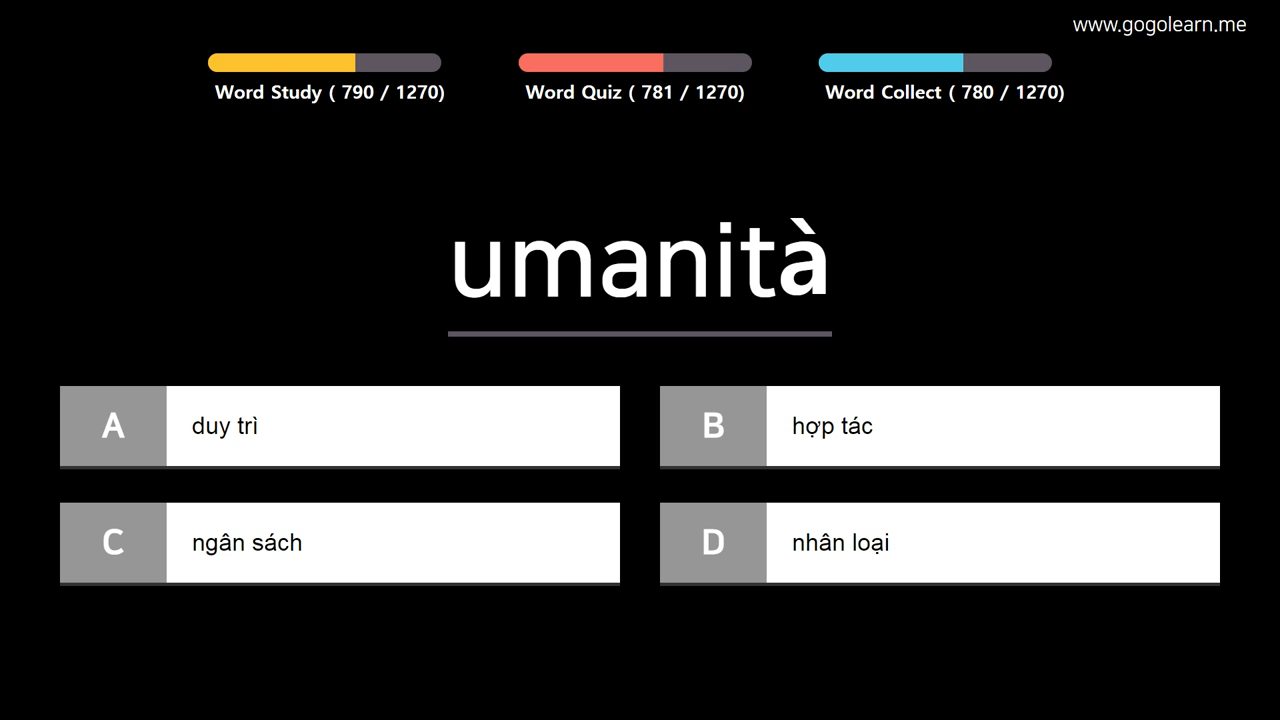 www.gogolearn.me
Word Study ( 790 / 1270)
Word Quiz ( 781 / 1270)
Word Collect ( 780 / 1270)
umanità
A
duy trì
B
hợp tác
C
ngân sách
D
nhân loại